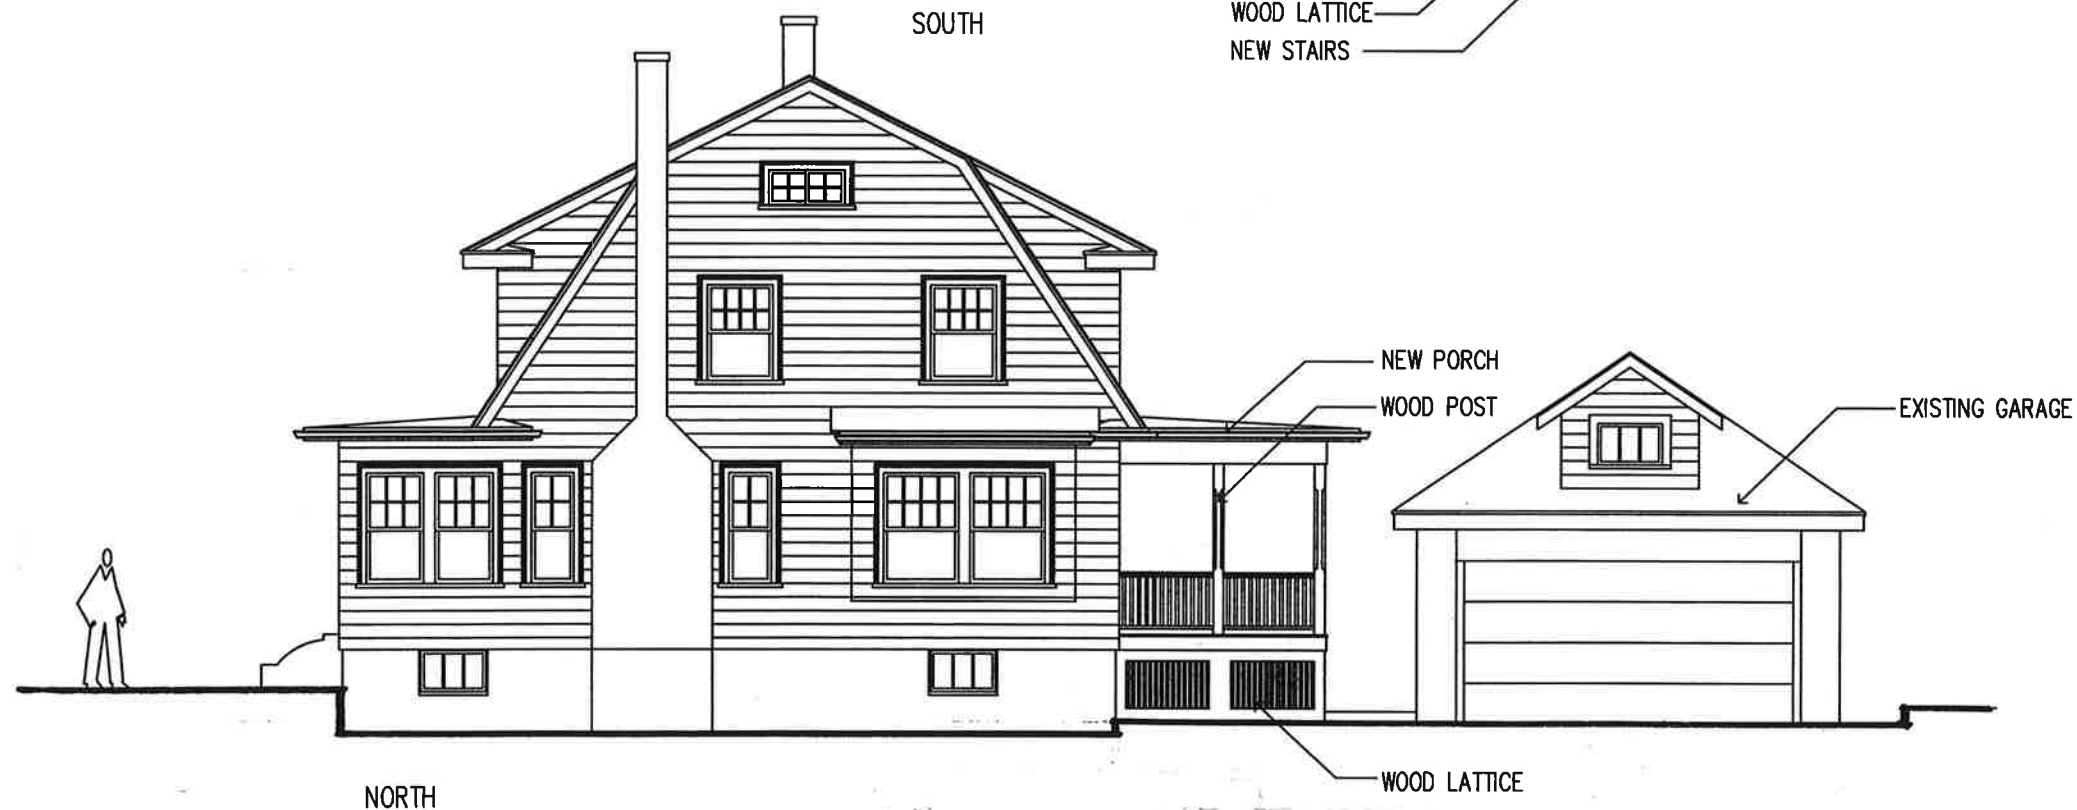 SOUTH
WOOD LATTICE
NEW STAIRS
NEW PORCH
WOOD POST
EXISTING GARAGE
WOOD LATTICE
NORTH